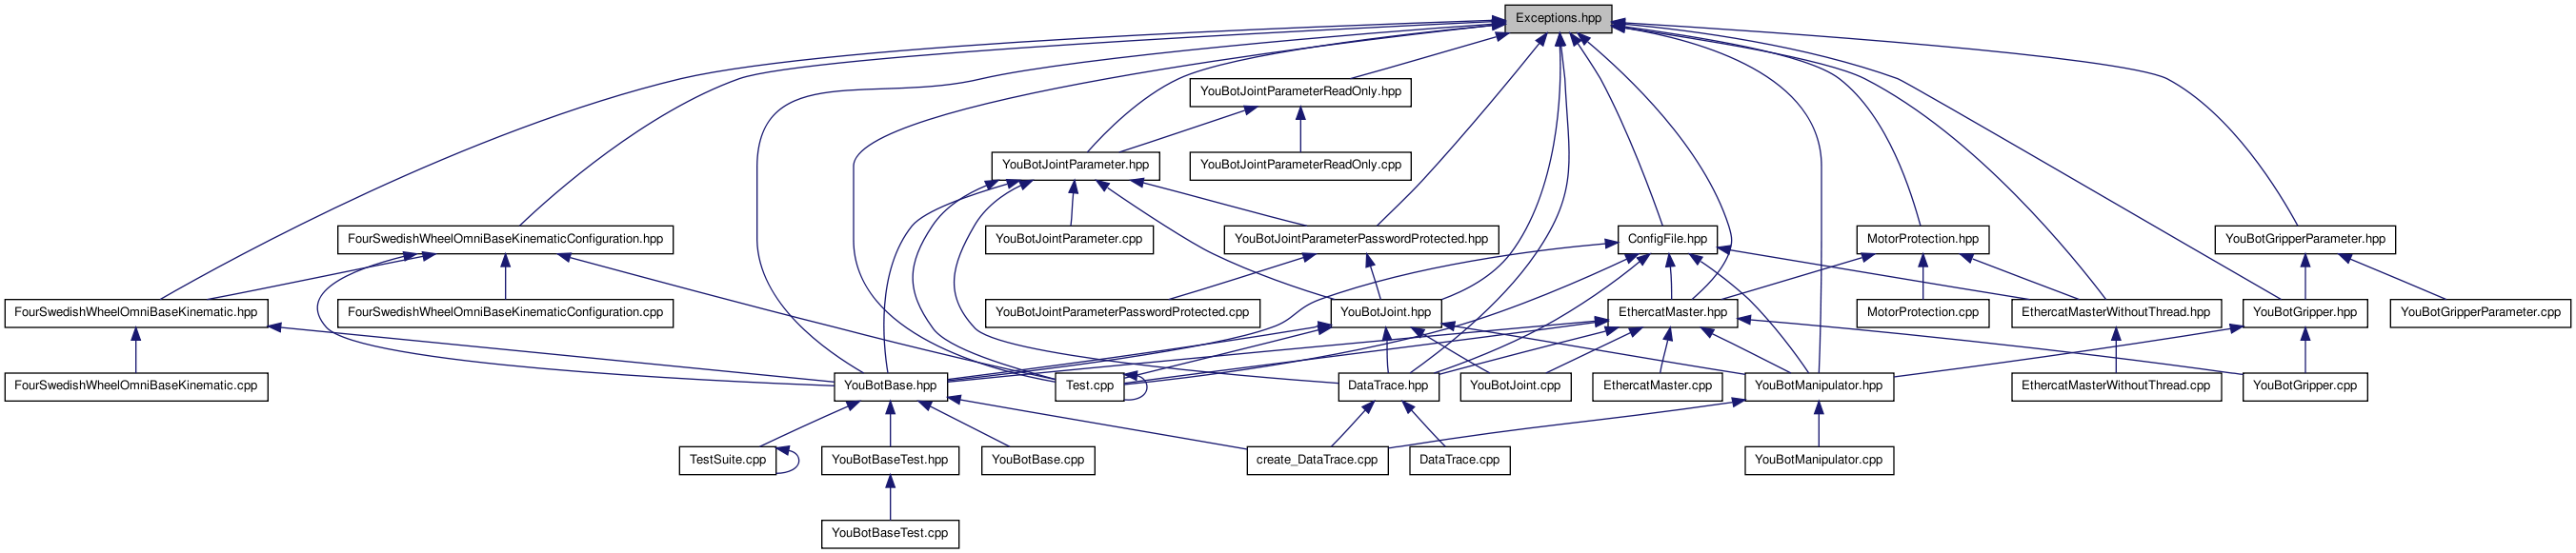 Exceptions.hpp
YouBotJointParameterReadOnly.hpp
YouBotJointParameter.hpp
YouBotJointParameterReadOnly.cpp
FourSwedishWheelOmniBaseKinematicConfiguration.hpp
YouBotJointParameter.cpp
YouBotJointParameterPasswordProtected.hpp
ConfigFile.hpp
MotorProtection.hpp
YouBotGripperParameter.hpp
FourSwedishWheelOmniBaseKinematic.hpp
FourSwedishWheelOmniBaseKinematicConfiguration.cpp
YouBotJointParameterPasswordProtected.cpp
YouBotJoint.hpp
EthercatMaster.hpp
MotorProtection.cpp
EthercatMasterWithoutThread.hpp
YouBotGripper.hpp
YouBotGripperParameter.cpp
FourSwedishWheelOmniBaseKinematic.cpp
YouBotBase.hpp
Test.cpp
DataTrace.hpp
YouBotJoint.cpp
EthercatMaster.cpp
YouBotManipulator.hpp
EthercatMasterWithoutThread.cpp
YouBotGripper.cpp
TestSuite.cpp
YouBotBaseTest.hpp
YouBotBase.cpp
create_DataTrace.cpp
DataTrace.cpp
YouBotManipulator.cpp
YouBotBaseTest.cpp